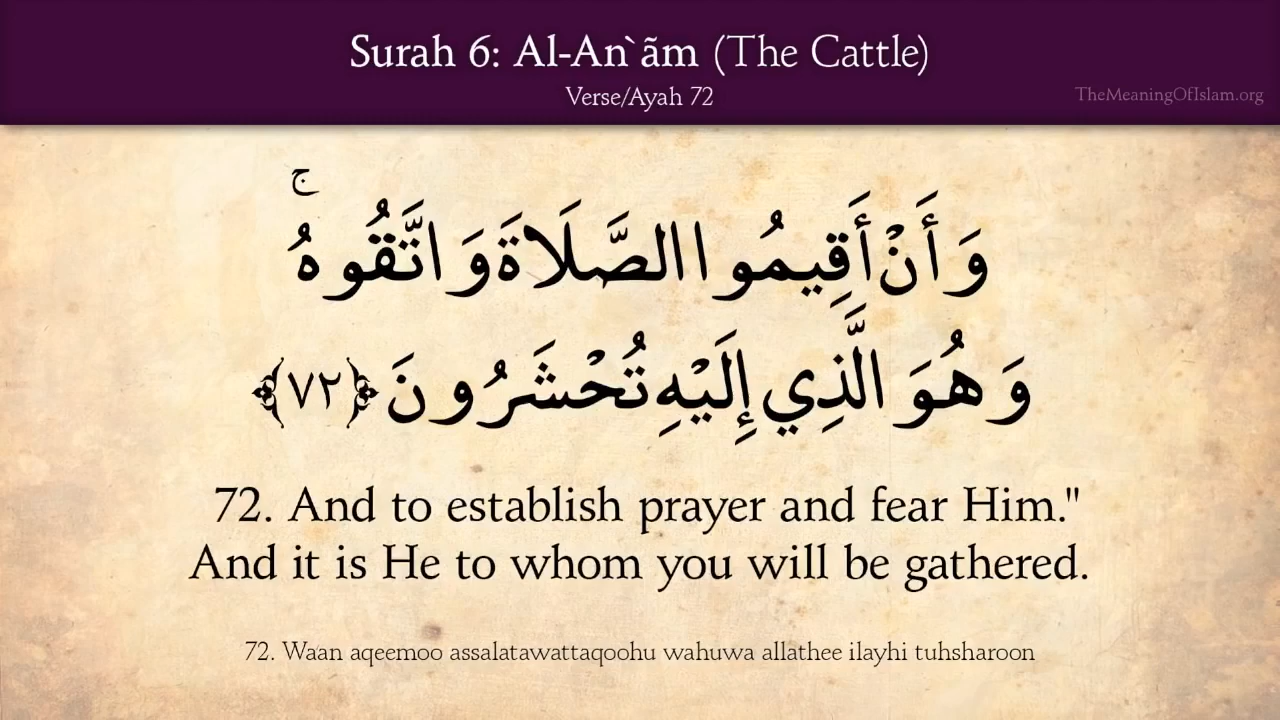 Surah 6: Al-An`ãm (The Cattle)
Verse/Ayah 72
TheMeaningOfIslam.org
وَأَنْ أَقِيمُوا الصَّلَاةَ وَاتَّقُوهُ ۚ
وَهُوَ الَّذِي إِلَيْهِ تُحْشَرُونَ ﴿٧٢﴾
72. And to establish prayer and fear Him."
And it is He to whom you will be gathered.
72. Waan aqeemoo assalatawattaqoohu wahuwa allathee ilayhi tuhsharoon